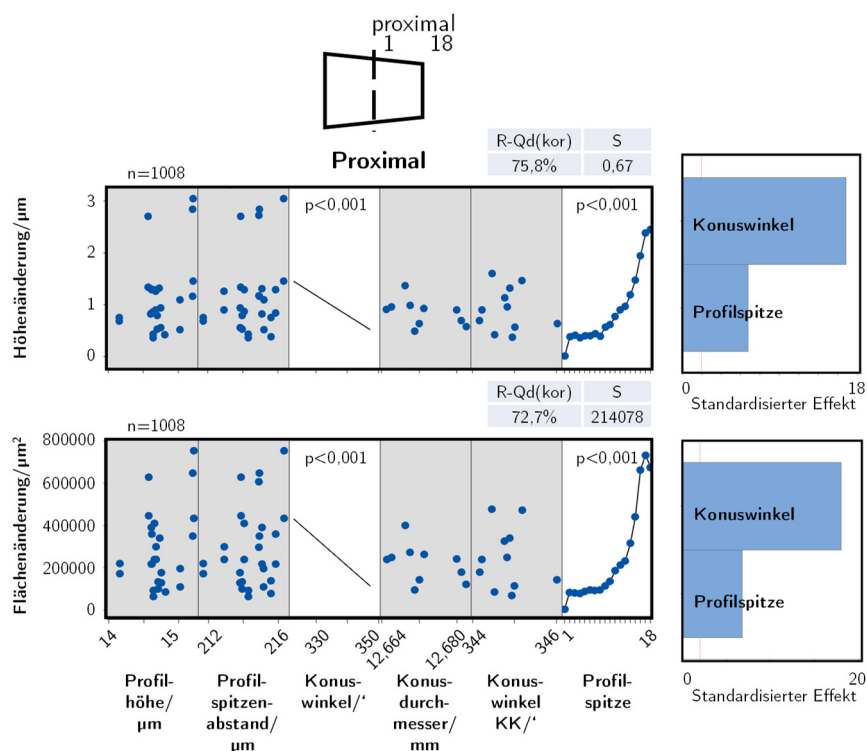 proximal
1 18
R-Qd(kor) S
75,8% 0,67
Proximal
n=1008
Höhenänderung/µm
3
2
1
0
p<0,001
p<0,001
Konuswinkel
Profilspitze
0 18
Standardisierter Effekt
R-Qd(kor) S
72,7% 214078
n=1008
Flächenänderung/µm²
800000
600000
400000
200000
0
p<0,001
p<0,001
Konuswinkel
Profilspitze
0 20
Standardisierter Effekt
14 15 212 216 330 350 12,664 12,680 344 346 1 18
Profil- Profil- Konus- Konus- Konus- Profil-
höhe/ spitzen- winkel/‘ durch- winkel spitze
µm abstand/ messer/ KK/‘
µm mm